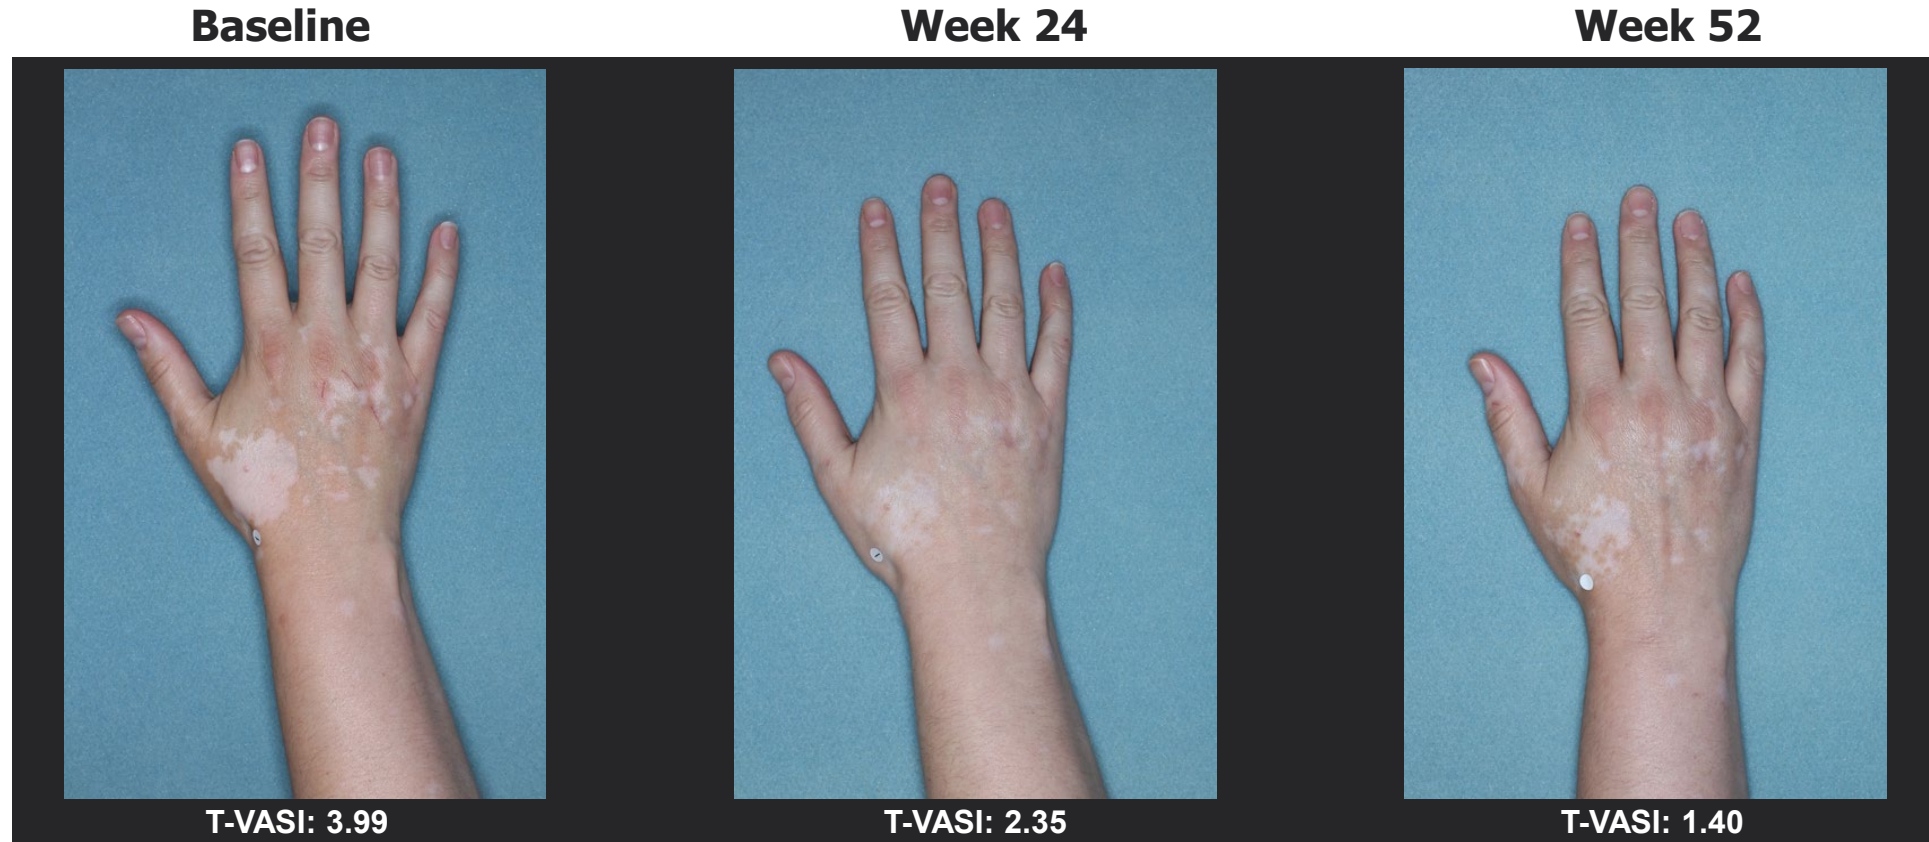 Baseline
Week 24
Week 52
T-VASI: 3.99
T-VASI: 2.35
T-VASI: 1.40